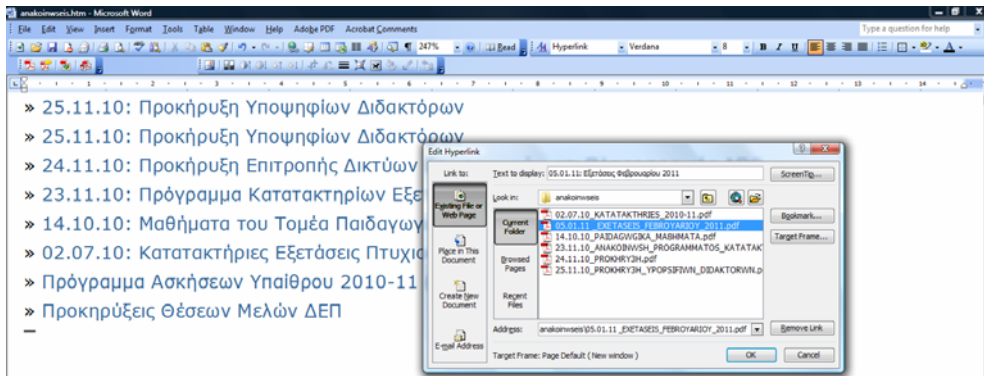 anakoinwseis.htm - Microsoft Word
File Edit View Insert Format Tools Table Window Help Adobe PDF Acrobat Comments
Type a question for help
247% Read Hyperlink Verdana 8 B I U
» 25.11.10: Προκήρυξη Υποψηφίων Διδακτόρων
» 25.11.10: Προκήρυξη Υποψηφίων Διδακτόρων
» 24.11.10: Προκήρυξη Επιτροπής Δικτύων
» 23.11.10: Πρόγραμμα Κατατακτηρίων Εξε
» 14.10.10: Μαθήματα του Τομέα Παιδαγωγ
» 02.07.10: Κατατακτήριες Εξετάσεις Πτυχιο
» Πρόγραμμα Ασκήσεων Υπαίθρου 2010-11
» Προκηρύξεις Θέσεων Μελών ΔΕΠ
Edit Hyperlink
Link to:
Text to display: 05.01.11: Εξετάσεις Φεβρουαρίου 2011
ScreenTip...
Existing File or Web Page
Look in: anakoinwseis
Current Folder
02.07.10_KATATAKTHRIES_2010-11.pdf
05.01.11 _EXETASEIS_FEBROYARIOY_2011.pdf
14.10.10_PAIDAGWGIKA_MABHMATA.pdf
23.11.10_ANAKOINWSH_PROGRAMMATOS_KATATAK
24.11.10_PROKHRY3H.pdf
25.11.10_PROKHRY3H_YPOPSIFIWN_DIDAKTORWN.p
Bookmark...
Target Frame...
Place in This Document
Browsed Pages
Create New Document
Recent Files
E-mail Address
Address: anakoinwseis\05.01.11 _EXETASEIS_FEBROYARIOY_2011.pdf
Remove Link
Target Frame: Page Default ( New window )
OK
Cancel